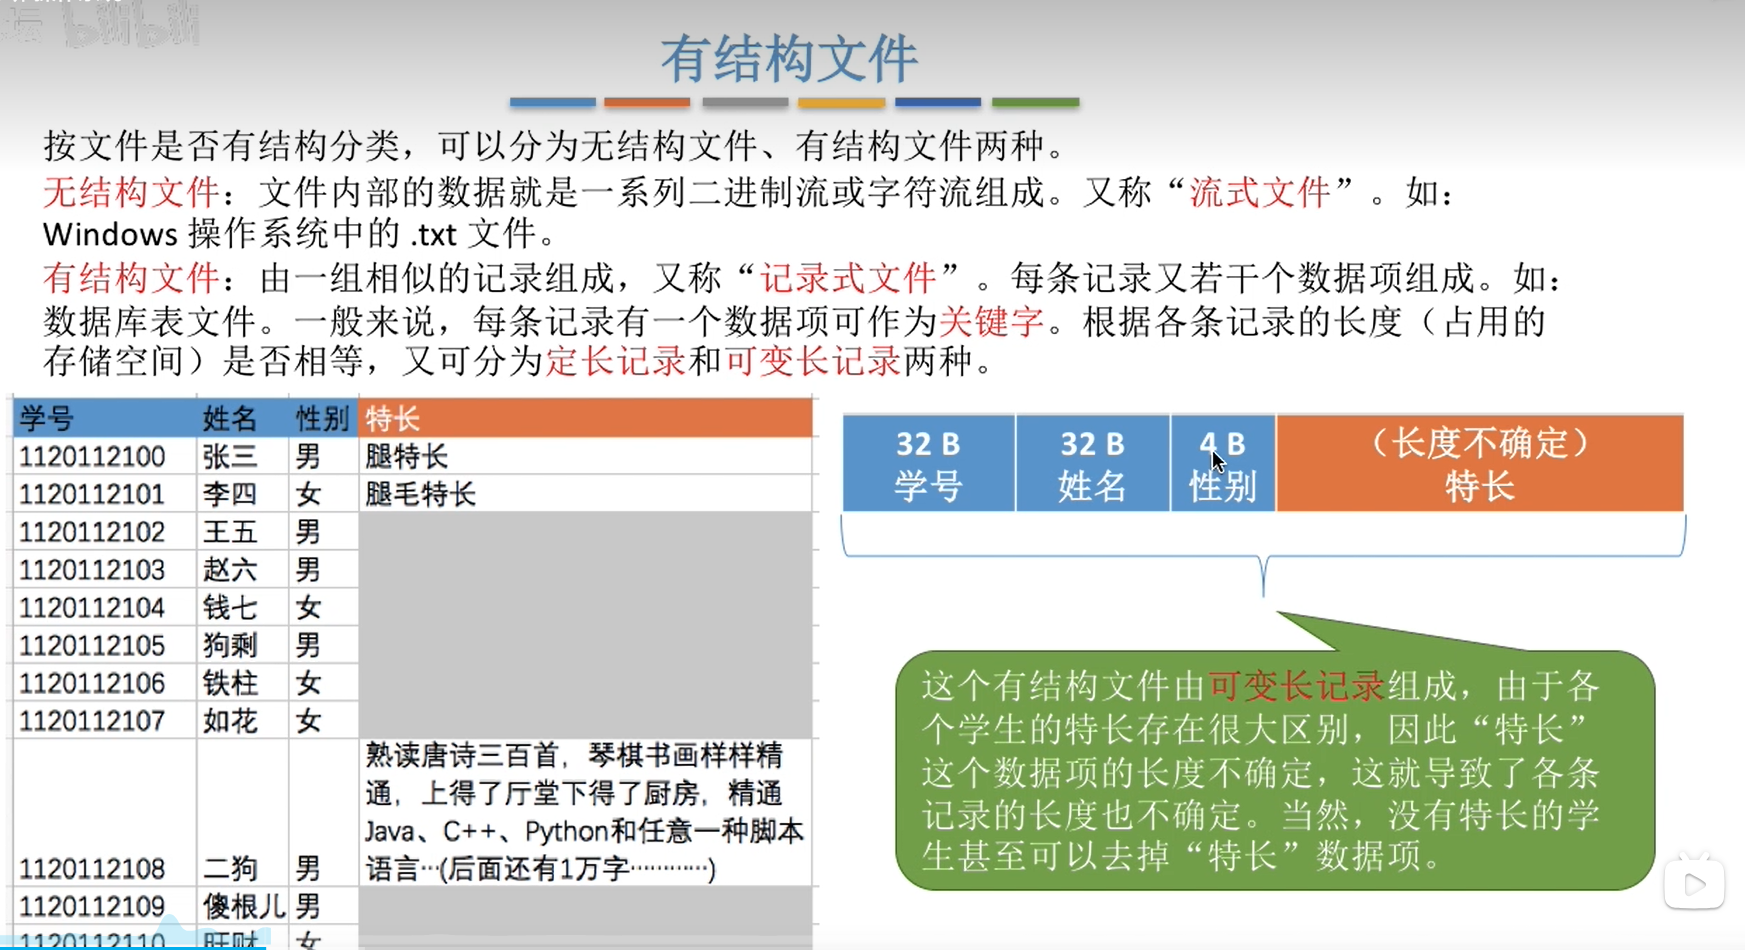 坛 bilibili
有结构文件
按文件是否有结构分类，可以分为无结构文件、有结构文件两种。
无结构文件：文件内部的数据就是一系列二进制流或字符流组成。又称“流式文件”。如：
Windows 操作系统中的 .txt 文件。
有结构文件：由一组相似的记录组成，又称“记录式文件”。每条记录又若干个数据项组成。如：
数据库表文件。一般来说，每条记录有一个数据项可作为关键字。根据各条记录的长度（占用的
存储空间）是否相等，又可分为定长记录和可变长记录两种。
学号 姓名 性别 特长
1120112100 张三 男 腿特长
1120112101 李四 女 腿毛特长
1120112102 王五 男
1120112103 赵六 男
1120112104 钱七 女
1120112105 狗剩 男
1120112106 铁柱 女
1120112107 如花 女
熟读唐诗三百首，琴棋书画样样精
通，上得了厅堂下得了厨房，精通
Java、C++、Python和任意一种脚本
1120112108 二狗 男 语言…(后面还有1万字…………)
1120112109 傻根儿 男
1120112110 旺财 女
32 B 32 B 4 B （长度不确定）
学号 姓名 性别 特长
这个有结构文件由可变长记录组成，由于各
个学生的特长存在很大区别，因此“特长”
这个数据项的长度不确定，这就导致了各条
记录的长度也不确定。当然，没有特长的学
生甚至可以去掉“特长”数据项。